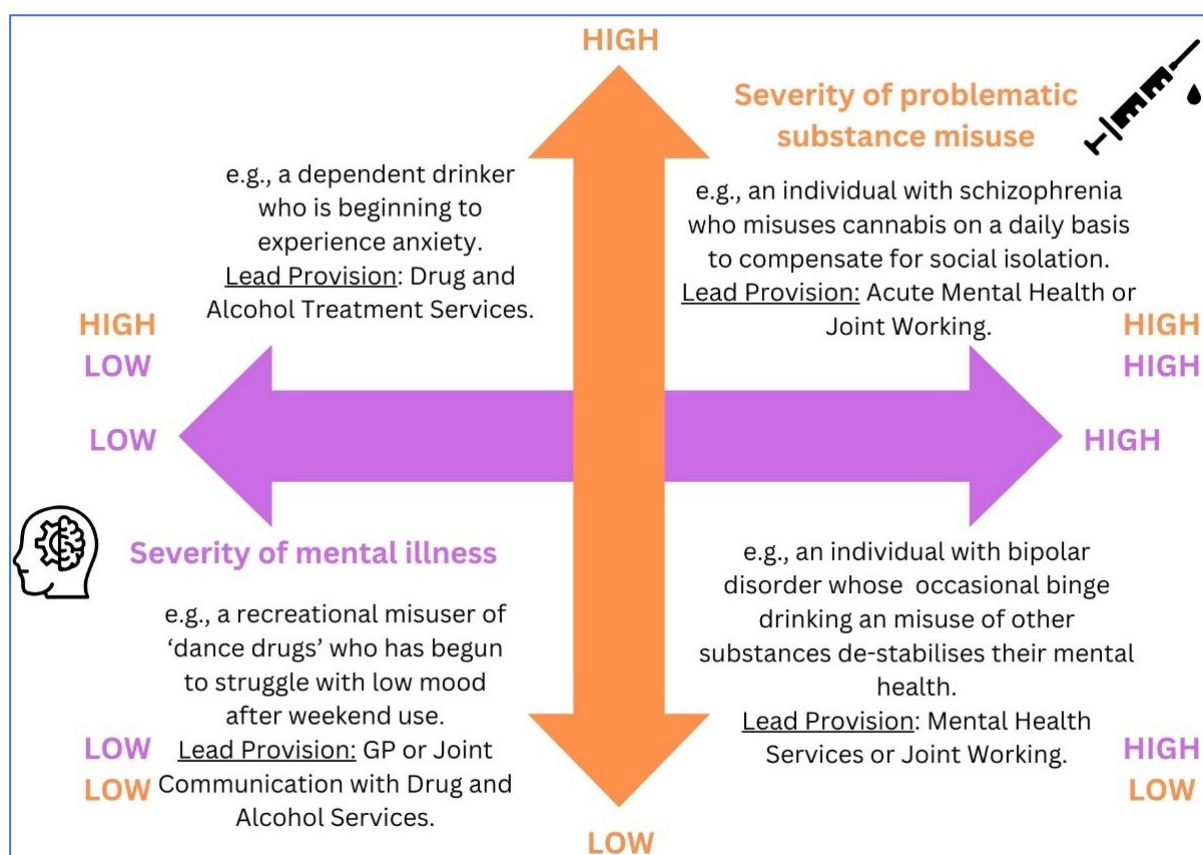 HIGH
Severity of problematic
substance misuse
e.g., a dependent drinker
who is beginning to
experience anxiety.
Lead Provision: Drug and
Alcohol Treatment Services.
e.g., an individual with schizophrenia
who misuses cannabis on a daily basis
to compensate for social isolation.
Lead Provision: Acute Mental Health or
Joint Working.
HIGH
LOW
HIGH
HIGH
LOW
HIGH
Severity of mental illness
e.g., a recreational misuser of
‘dance drugs’ who has begun
to struggle with low mood
after weekend use.
Lead Provision: GP or Joint
Communication with Drug and
Alcohol Services.
LOW
LOW
e.g., an individual with bipolar
disorder whose occasional binge
drinking an misuse of other
substances de-stabilises their mental
health.
Lead Provision: Mental Health
Services or Joint Working.
HIGH
LOW
LOW